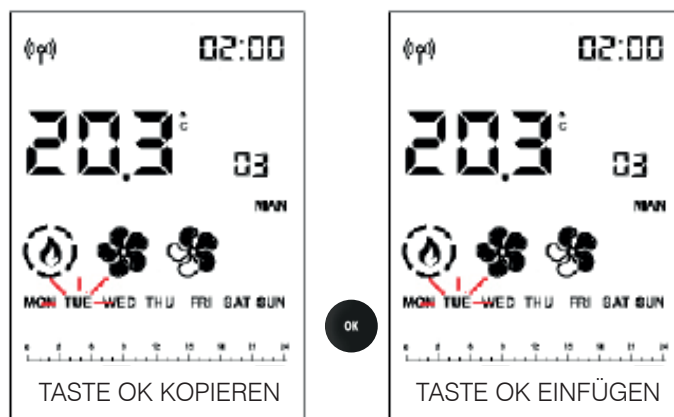 02:00
20.3 °C
03
MAN
MON TUE WED THU FRI SAT SUN
TASTE OK KOPIEREN
OK
02:00
20.3 °C
03
MAN
MON TUE WED THU FRI SAT SUN
TASTE OK EINFÜGEN